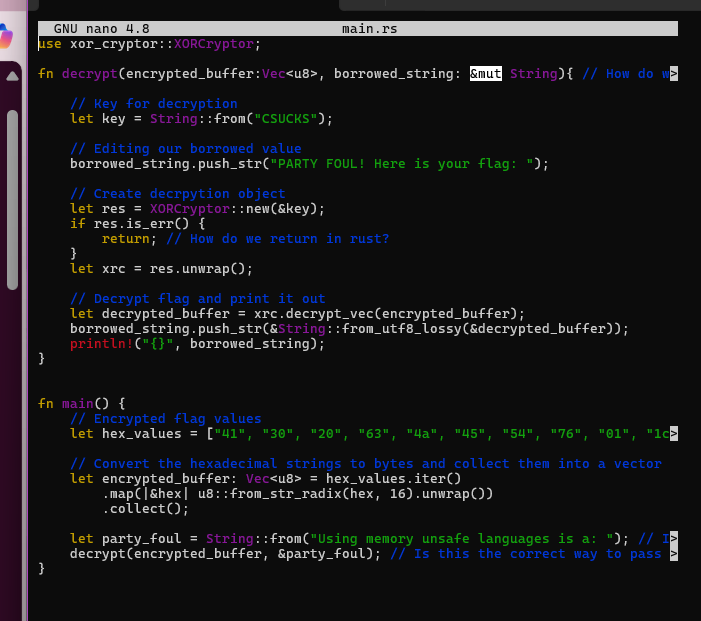 GNU nano 4.8 main.rs
use xor_cryptor::XORCryptor;
fn decrypt(encrypted_buffer:Vec<u8>, borrowed_string: &mut String){ // How do w>
// Key for decryption
let key = String::from("CSUCKS");
// Editing our borrowed value
borrowed_string.push_str("PARTY FOUL! Here is your flag: ");
// Create decrpytion object
let res = XORCryptor::new(&key);
if res.is_err() {
return; // How do we return in rust?
}
let xrc = res.unwrap();
// Decrypt flag and print it out
let decrypted_buffer = xrc.decrypt_vec(encrypted_buffer);
borrowed_string.push_str(&String::from_utf8_lossy(&decrypted_buffer));
println!("{}", borrowed_string);
}
fn main() {
// Encrypted flag values
let hex_values = ["41", "30", "20", "63", "4a", "45", "54", "76", "01", "1c>
// Convert the hexadecimal strings to bytes and collect them into a vector
let encrypted_buffer: Vec<u8> = hex_values.iter()
.map(|&hex| u8::from_str_radix(hex, 16).unwrap())
.collect();
let party_foul = String::from("Using memory unsafe languages is a: "); // I>
decrypt(encrypted_buffer, &party_foul); // Is this the correct way to pass >
}